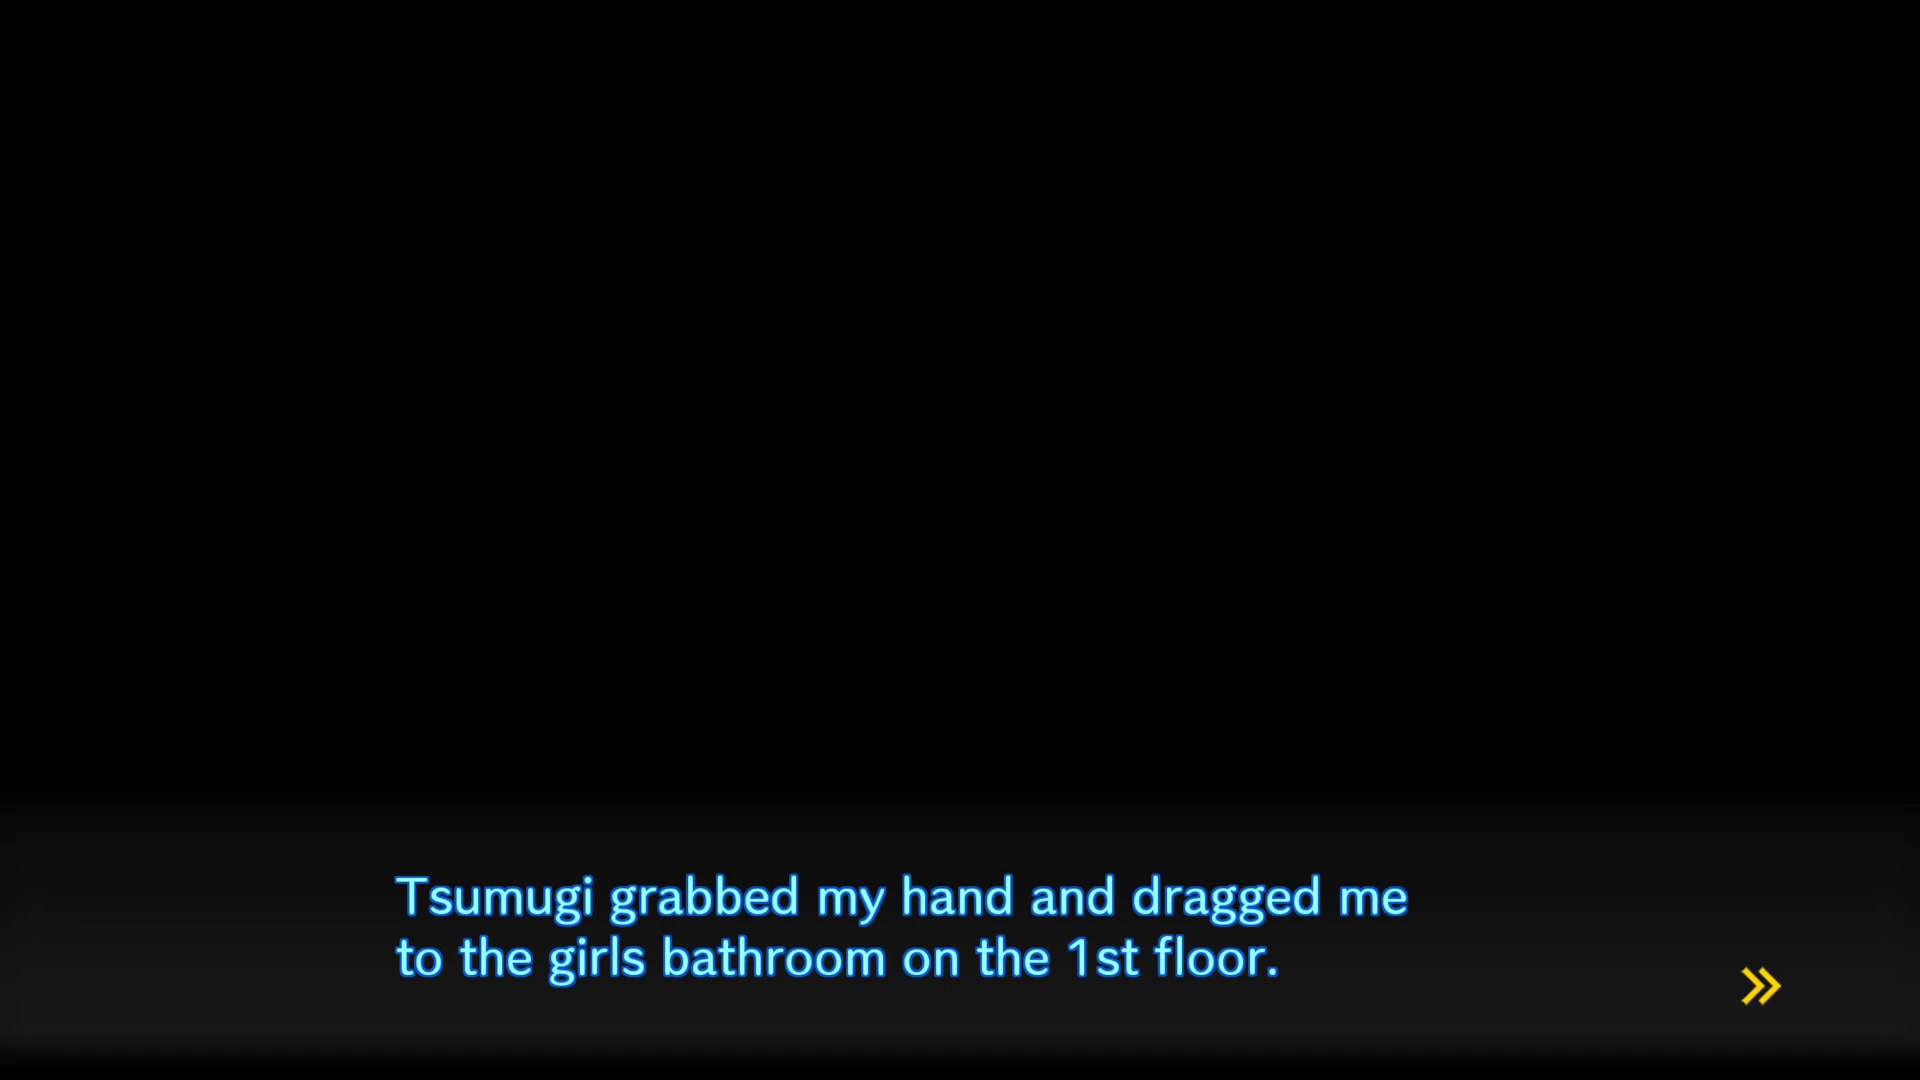 Tsumugi grabbed my hand and dragged me
to the girls bathroom on the 1st floor.